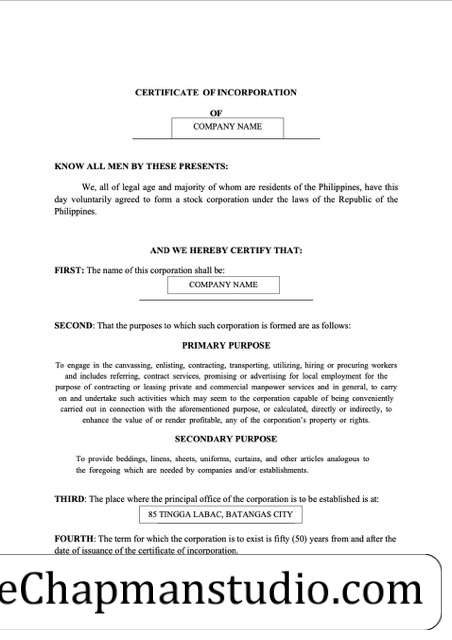 CERTIFICATE OF INCORPORATION
OF
COMPANY NAME
KNOW ALL MEN BY THESE PRESENTS:
We, all of legal age and majority of whom are residents of the Philippines, have this
day voluntarily agreed to form a stock corporation under the laws of the Republic of the
Philippines.
AND WE HEREBY CERTIFY THAT:
FIRST: The name of this corporation shall be:
COMPANY NAME
SECOND: That the purposes to which such corporation is formed are as follows:
PRIMARY PURPOSE
To engage in the canvassing, enlisting, contracting, transporting, utilizing, hiring or procuring workers
and includes referring, contract services, promising or advertising for local employment for the
purpose of contracting or leasing private and commercial manpower services and in general, to carry
on and undertake such activities which may seem to the corporation capable of being conveniently
carried out in connection with the aforementioned purpose, or calculated, directly or indirectly, to
enhance the value of or render profitable, any of the corporation's property or rights.
SECONDARY PURPOSE
To provide beddings, linens, sheets, uniforms, curtains, and other articles analogous to
the foregoing which are needed by companies and/or establishments.
THIRD: The place where the principal office of the corporation is to be established is at:
85 TINGGA LABAC, BATANGAS CITY
FOURTH: The term for which the corporation is to exist is fifty (50) years from and after the
date of issuance of the certificate of incorporation.
eChapmanstudio.com